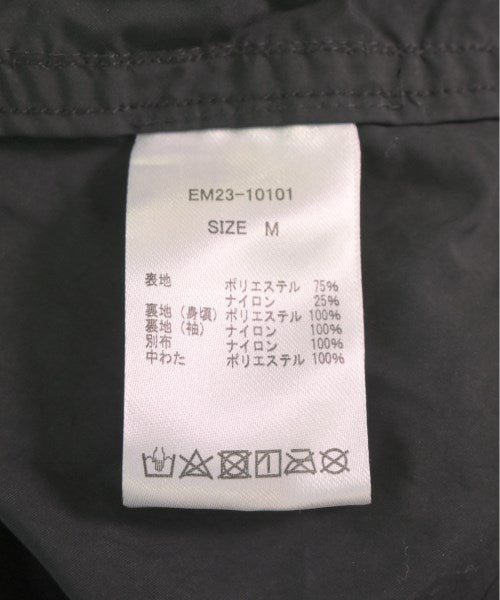 EM23-10101
SIZE M
表地 ポリエステル 75%
ナイロン 25%
裏地(身頃) ポリエステル 100%
裏地(袖) ナイロン 100%
別布 ナイロン 100%
中わた ポリエステル 100%